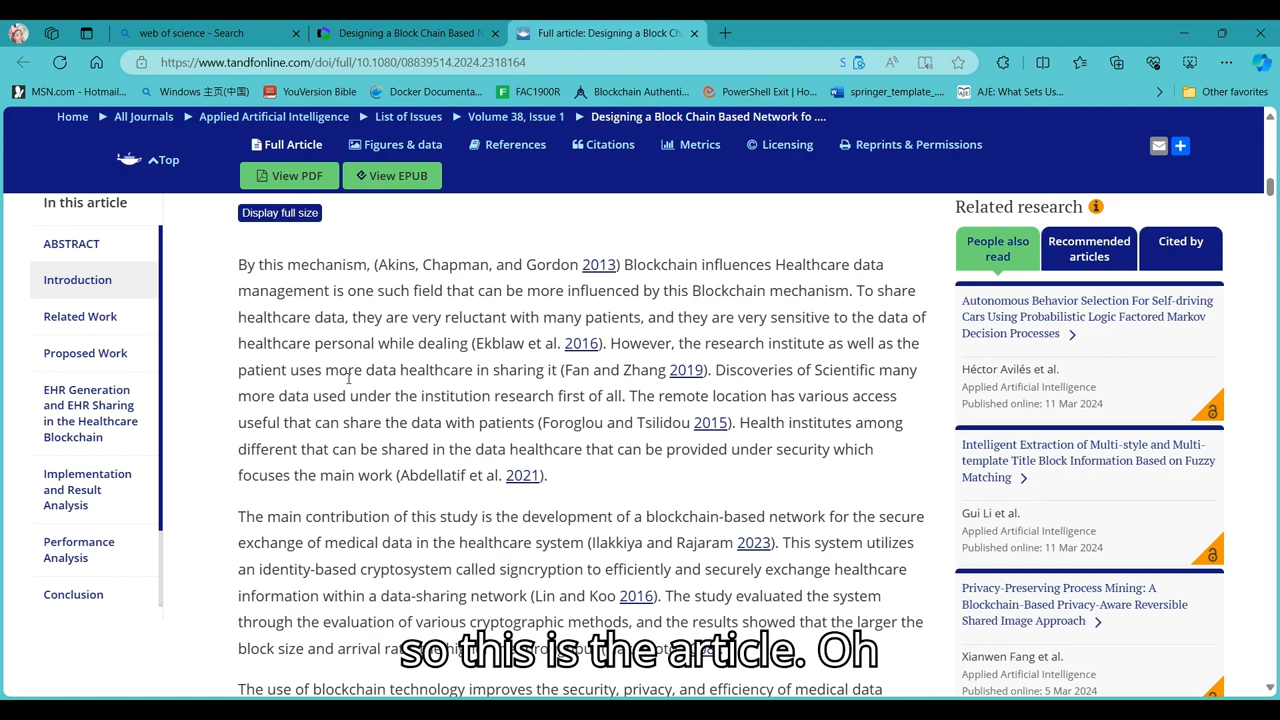 web of science - Search
Designing a Block Chain Based N
Full article: Designing a Block Ch
https://www.tandfonline.com/doi/full/10.1080/08839514.2024.2318164
MSN.com - Hotmail...
Windows 主页(中国)
YouVersion Bible
Docker Documenta...
FAC1900R
Blockchain Authenti...
PowerShell Exit | Ho...
springer_template_...
AJE: What Sets Us...
Other favorites
Home ▶ All Journals ▶ Applied Artificial Intelligence ▶ List of Issues ▶ Volume 38, Issue 1 ▶ Designing a Block Chain Based Network fo ....
Top
Full Article
Figures & data
References
Citations
Metrics
Licensing
Reprints & Permissions
View PDF
View EPUB
In this article
ABSTRACT
Introduction
Related Work
Proposed Work
EHR Generation
and EHR Sharing
in the Healthcare
Blockchain
Implementation
and Result
Analysis
Performance
Analysis
Conclusion
Display full size
By this mechanism, (Akins, Chapman, and Gordon 2013) Blockchain influences Healthcare data
management is one such field that can be more influenced by this Blockchain mechanism. To share
healthcare data, they are very reluctant with many patients, and they are very sensitive to the data of
healthcare personal while dealing (Ekblaw et al. 2016). However, the research institute as well as the
patient uses more data healthcare in sharing it (Fan and Zhang 2019). Discoveries of Scientific many
more data used under the institution research first of all. The remote location has various access
useful that can share the data with patients (Foroglou and Tsilidou 2015). Health institutes among
different that can be shared in the data healthcare that can be provided under security which
focuses the main work (Abdellatif et al. 2021).
The main contribution of this study is the development of a blockchain-based network for the secure
exchange of medical data in the healthcare system (Ilakkiya and Rajaram 2023). This system utilizes
an identity-based cryptosystem called signcryption to efficiently and securely exchange healthcare
information within a data-sharing network (Lin and Koo 2016). The study evaluated the system
through the evaluation of various cryptographic methods, and the results showed that the larger the
block size and arrival
The use of blockchain technology improves the security, privacy, and efficiency of medical data
so this is the article. Oh
Related research
People also
read
Recommended
articles
Cited by
Autonomous Behavior Selection For Self-driving
Cars Using Probabilistic Logic Factored Markov
Decision Processes
Héctor Avilés et al.
Applied Artificial Intelligence
Published online: 11 Mar 2024
Intelligent Extraction of Multi-style and Multi-
template Title Block Information Based on Fuzzy
Matching
Gui Li et al.
Applied Artificial Intelligence
Published online: 11 Mar 2024
Privacy-Preserving Process Mining: A
Blockchain-Based Privacy-Aware Reversible
Shared Image Approach
Xianwen Fang et al.
Applied Artificial Intelligence
Published online: 5 Mar 2024